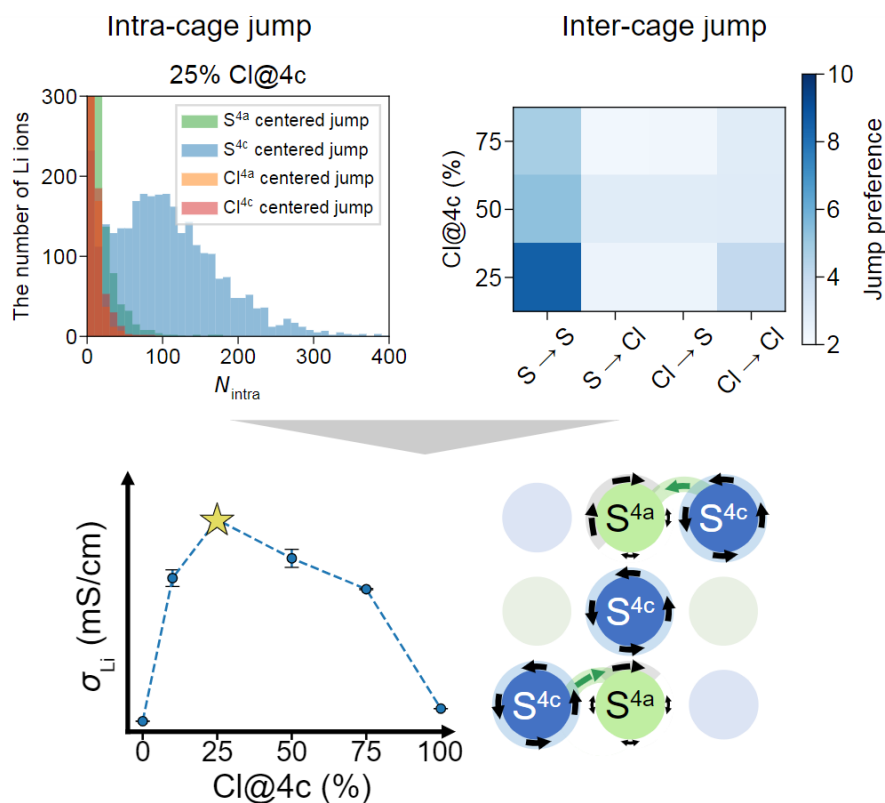 Intra-cage jump
Inter-cage jump
25% Cl@4c
300
200
100
0
The number of Li ions
S4a centered jump
S4c centered jump
Cl4a centered jump
Cl4c centered jump
0 100 200 300 400
Nintra
75
50
25
Cl@4c (%)
S → S
S → Cl
Cl → S
Cl → Cl
10
8
6
4
2
Jump preference
σLi (mS/cm)
0 25 50 75 100
Cl@4c (%)
S4a
S4c
S4c
S4c
S4a